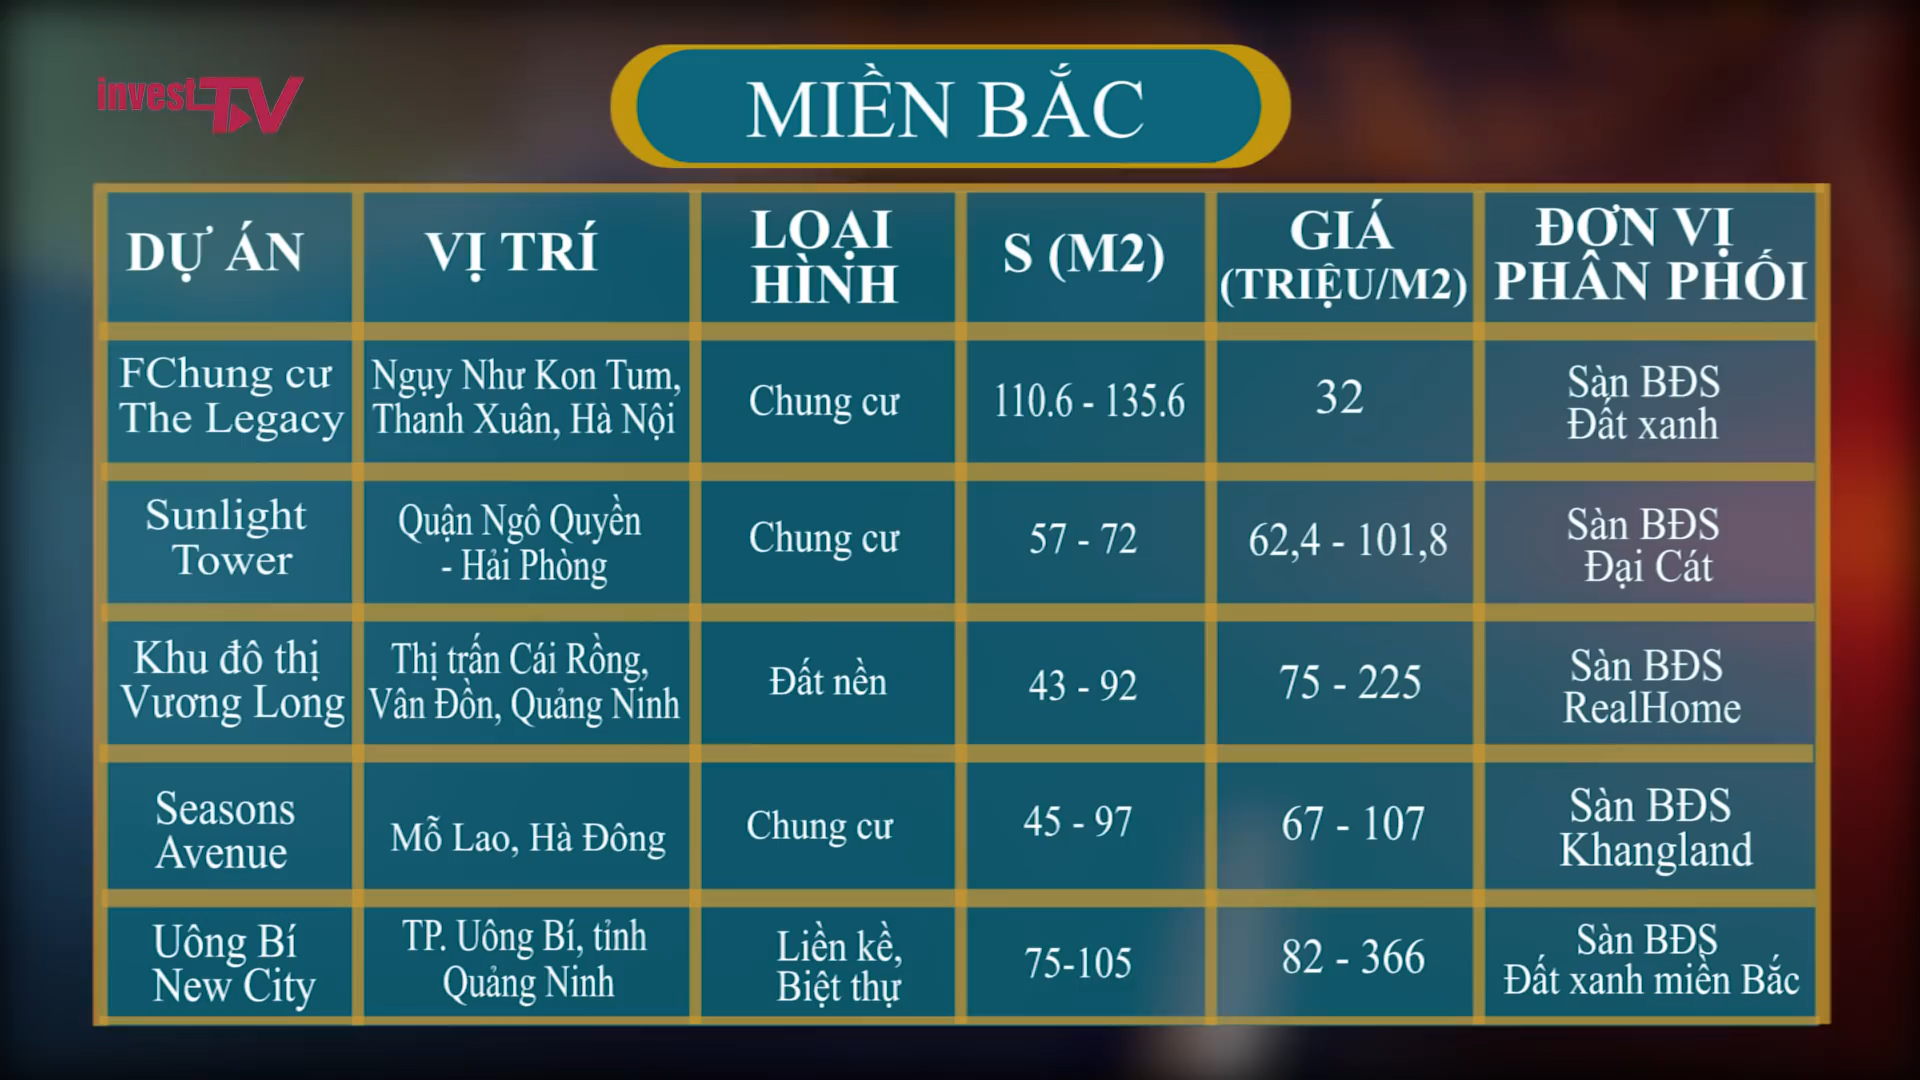 investTV
MIỀN BẮC
DỰ ÁN
VỊ TRÍ
LOẠI
HÌNH
S (M2)
GIÁ
(TRIỆU/M2)
ĐƠN VỊ
PHÂN PHỐI
FChung cư
The Legacy
Ngụy Như Kon Tum,
Thanh Xuân, Hà Nội
Chung cư
110.6 - 135.6
32
Sàn BĐS
Đất xanh
Sunlight
Tower
Quận Ngô Quyền
- Hải Phòng
Chung cư
57 - 72
62,4 - 101,8
Sàn BĐS
Đại Cát
Khu đô thị
Vương Long
Thị trấn Cái Rồng,
Vân Đồn, Quảng Ninh
Đất nền
43 - 92
75 - 225
Sàn BĐS
RealHome
Seasons
Avenue
Mỗ Lao, Hà Đông
Chung cư
45 - 97
67 - 107
Sàn BĐS
Khangland
Uông Bí
New City
TP. Uông Bí, tỉnh
Quảng Ninh
Liền kề,
Biệt thự
75-105
82 - 366
Sàn BĐS
Đất xanh miền Bắc